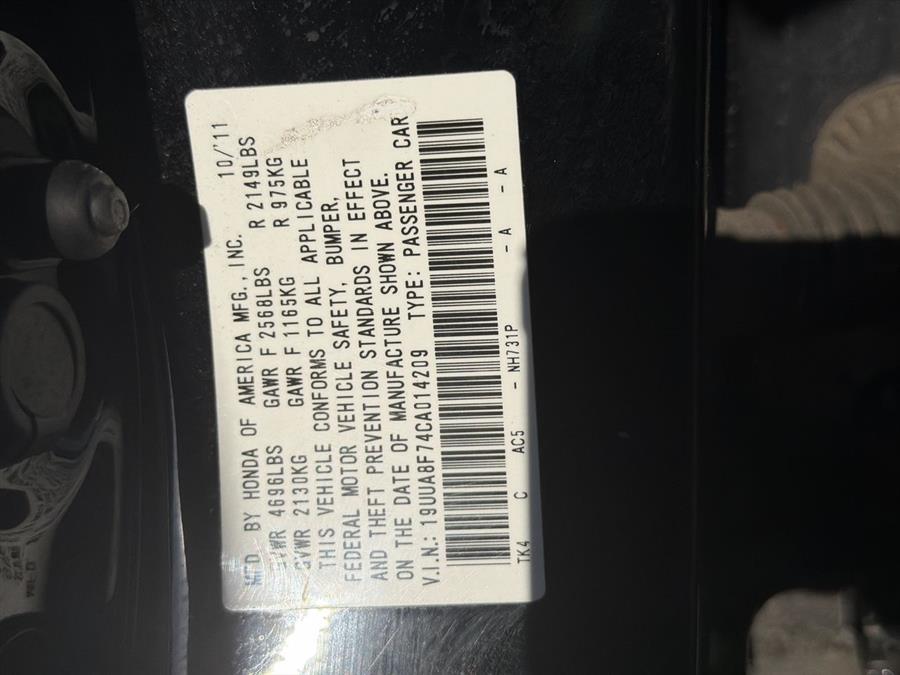 MFD. BY HONDA OF AMERICA MFG., INC. 10/'11
GVWR 4696LBS GAWR F 2568LBS R 2149LBS
GVWR 2130KG GAWR F 1165KG R 975KG
THIS VEHICLE CONFORMS TO ALL APPLICABLE
FEDERAL MOTOR VEHICLE SAFETY, BUMPER,
AND THEFT PREVENTION STANDARDS IN EFFECT
ON THE DATE OF MANUFACTURE SHOWN ABOVE.
V.I.N.: 19UUA8F74CA014209 TYPE: PASSENGER CAR
TK4 C AC5 - NH731P - A - A